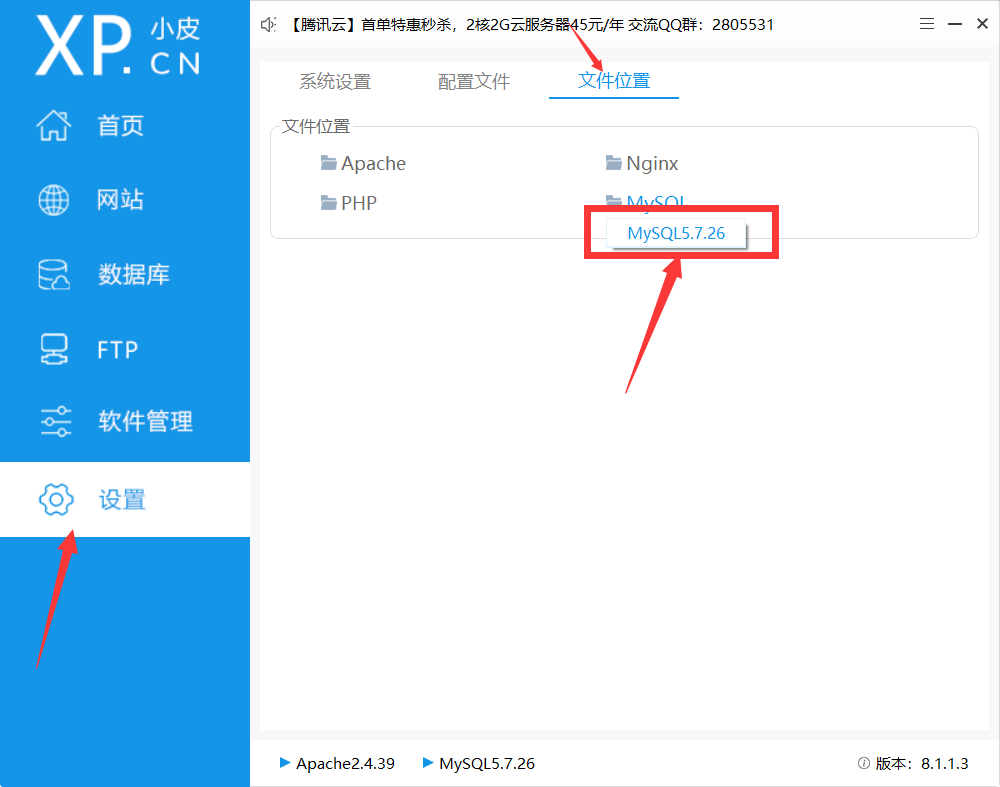 XP. 小皮 CN
【腾讯云】首单特惠秒杀，2核2G云服务器45元/年 交流QQ群：2805531
首页
网站
数据库
FTP
软件管理
设置
系统设置 配置文件 文件位置
文件位置
Apache Nginx
PHP MySQL
MySQL5.7.26
Apache2.4.39 MySQL5.7.26 版本：8.1.1.3